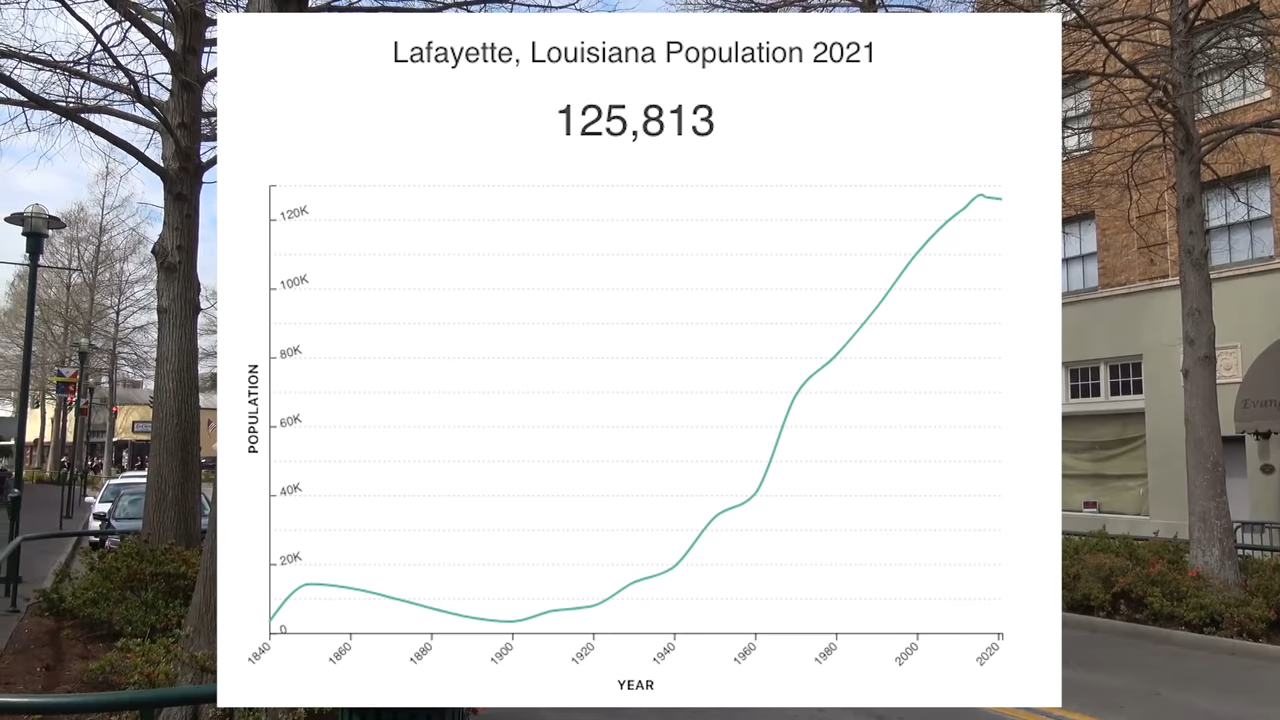 Lafayette, Louisiana Population 2021
125,813
120K
100K
80K
60K
40K
20K
0
POPULATION
1840
1860
1880
1900
1920
1940
1960
1980
2000
2020
YEAR